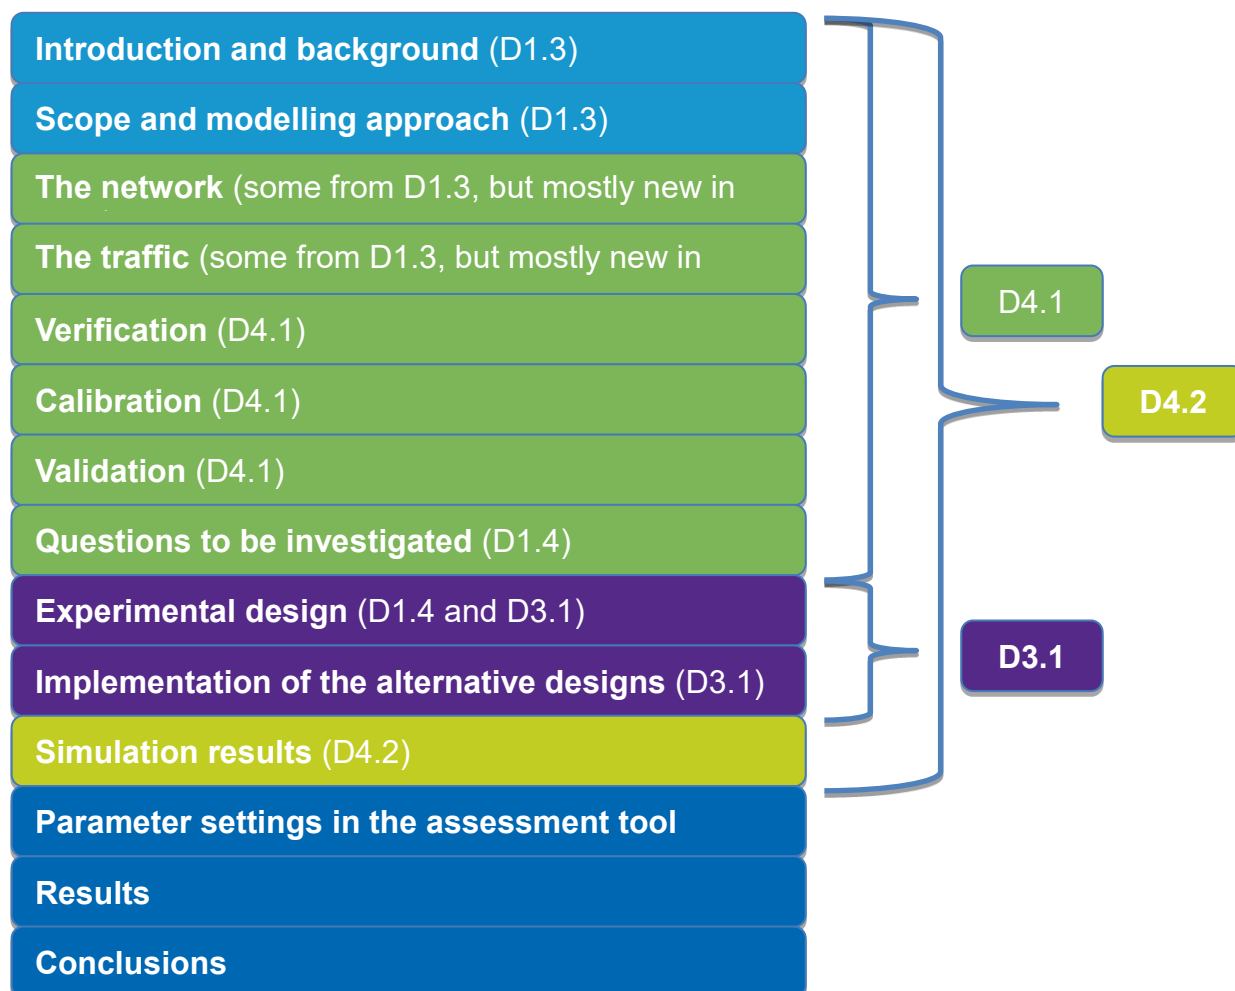 Introduction and background (D1.3)
Scope and modelling approach (D1.3)
The network (some from D1.3, but mostly new in
The traffic (some from D1.3, but mostly new in
Verification (D4.1)
D4.1
Calibration (D4.1)
D4.2
Validation (D4.1)
Questions to be investigated (D1.4)
Experimental design (D1.4 and D3.1)
D3.1
Implementation of the alternative designs (D3.1)
Simulation results (D4.2)
Parameter settings in the assessment tool
Results
Conclusions